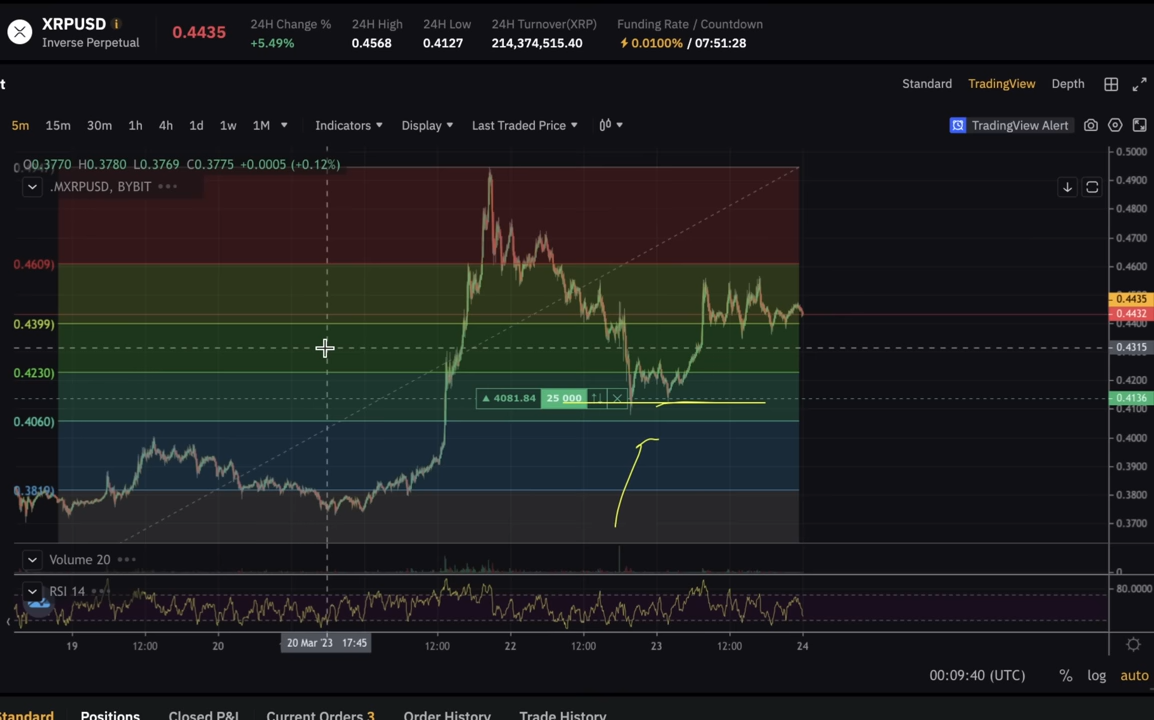 XRPUSD
Inverse Perpetual
0.4435
24H Change %
+5.49%
24H High
0.4568
24H Low
0.4127
24H Turnover(XRP)
214,374,515.40
Funding Rate / Countdown
0.0100% / 07:51:28
t
Standard TradingView Depth
5m 15m 30m 1h 4h 1d 1w 1M Indicators Display Last Traded Price
TradingView Alert
O0.3770 H0.3780 L0.3769 C0.3775 +0.0005 (+0.12%)
.MXRPUSD, BYBIT
0.4609)
0.4399)
0.4230)
0.4060)
0.3819)
4081.84 25 000
0.5000
0.4900
0.4800
0.4700
0.4600
0.4435
0.4432
0.4400
0.4315
0.4200
0.4136
0.4100
0.4000
0.3900
0.3800
0.3700
Volume 20
0
RSI 14
80.0000
19 12:00 20 20 Mar '23 17:45 12:00 22 12:00 23 12:00 24
00:09:40 (UTC) % log auto
Standard Positions Closed P&L Current Orders 3 Order History Trade History